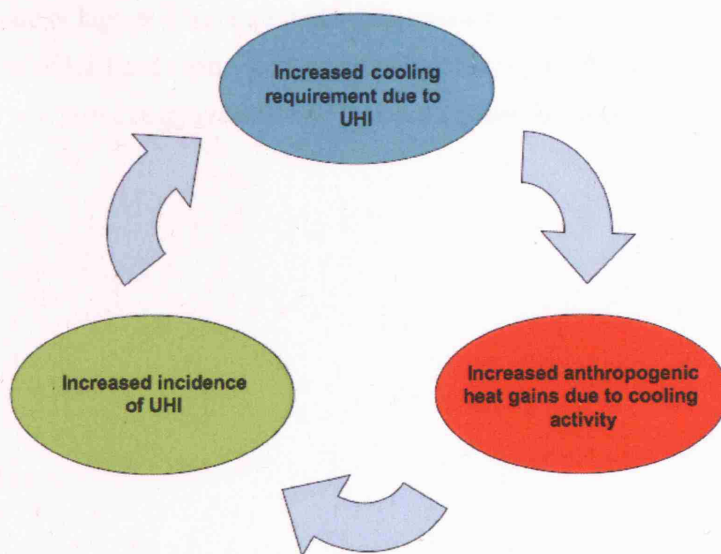 Increased cooling
requirement due to
UHI
Increased anthropogenic
heat gains due to cooling
activity
Increased incidence
of UHI